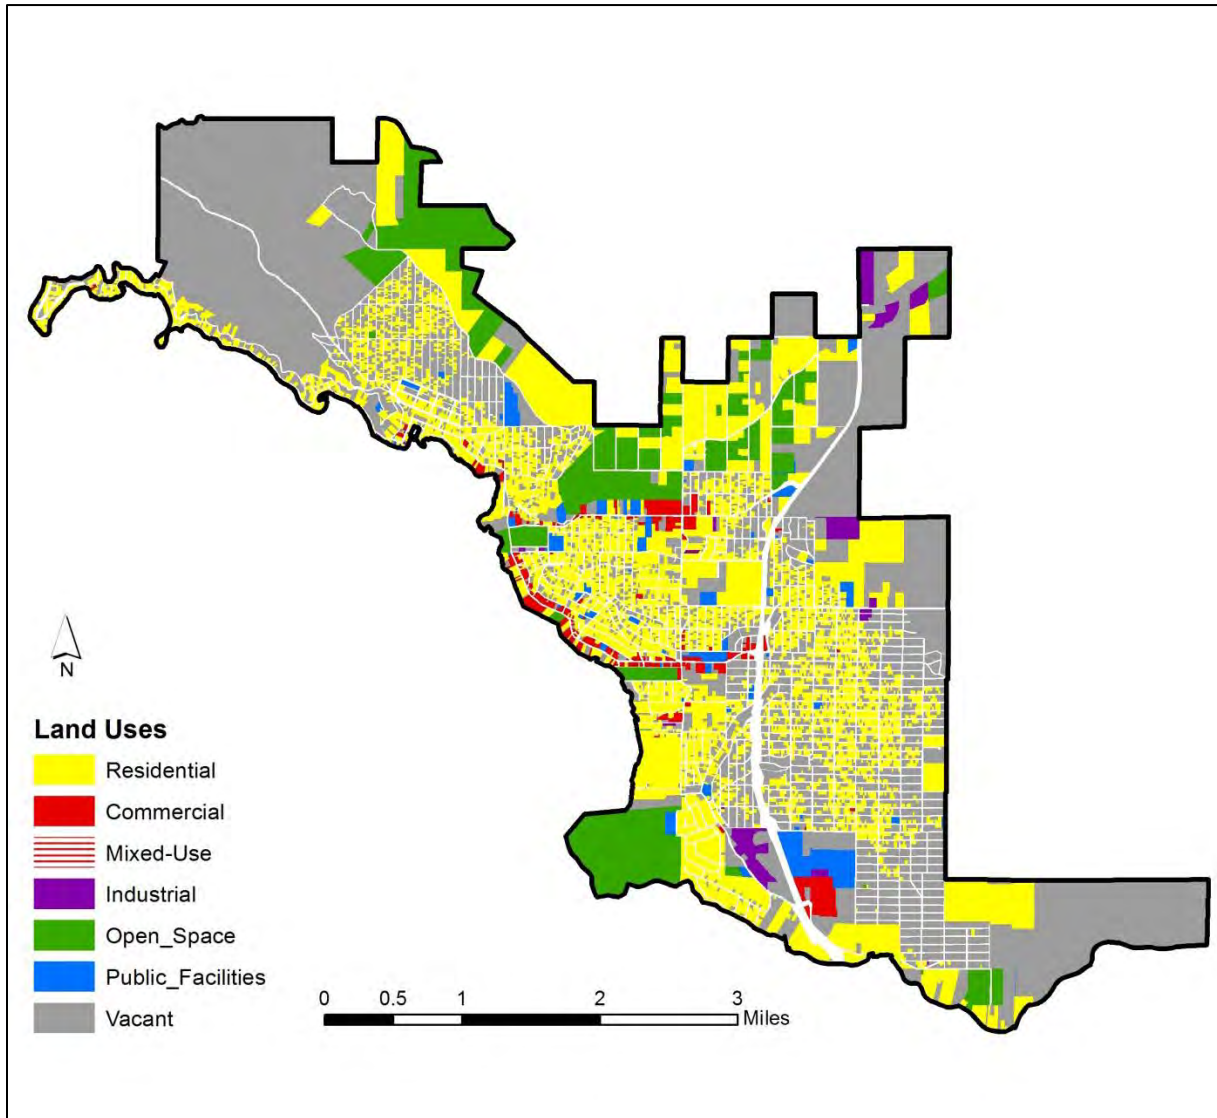 N
Land Uses
Residential
Commercial
Mixed-Use
Industrial
Open_Space
Public_Facilities
Vacant
0 0.5 1 2 3
Miles